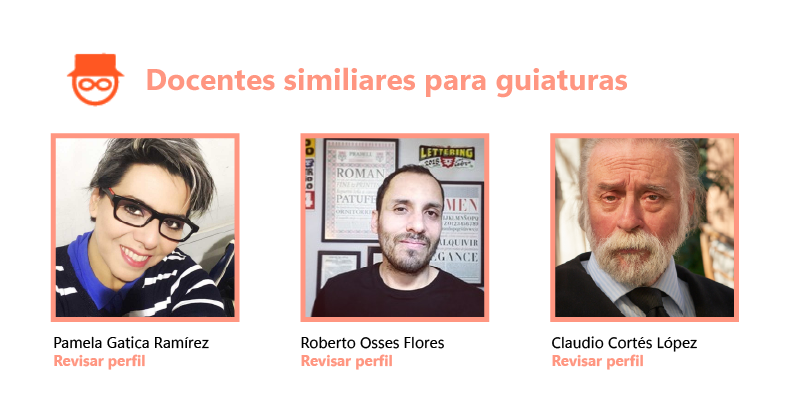 Docentes similiares para guiaturas
LETTERING
ROMAN
PATUFE
MEN
ALQUIVIR
EGANCE
Pamela Gatica Ramírez
Revisar perfil
Roberto Osses Flores
Revisar perfil
Claudio Cortés López
Revisar perfil